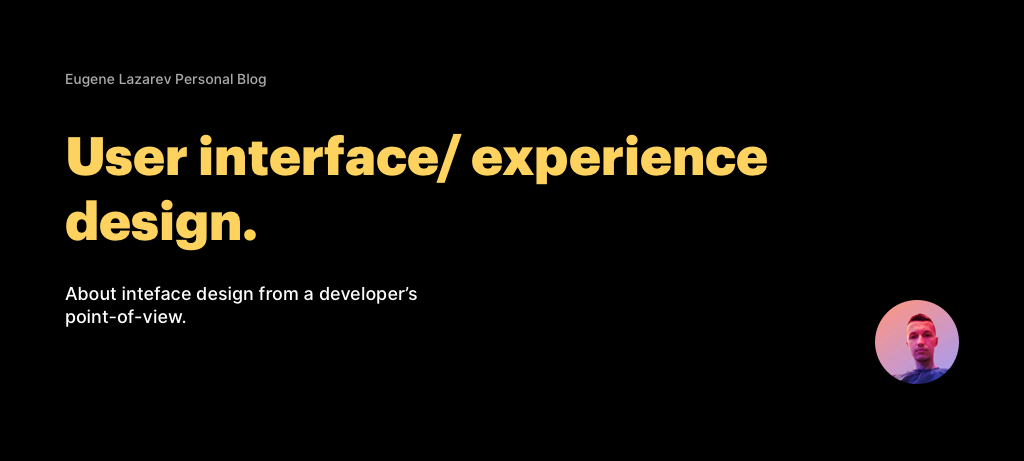 Eugene Lazarev Personal Blog
User interface/ experience
design.
About inteface design from a developer’s
point-of-view.